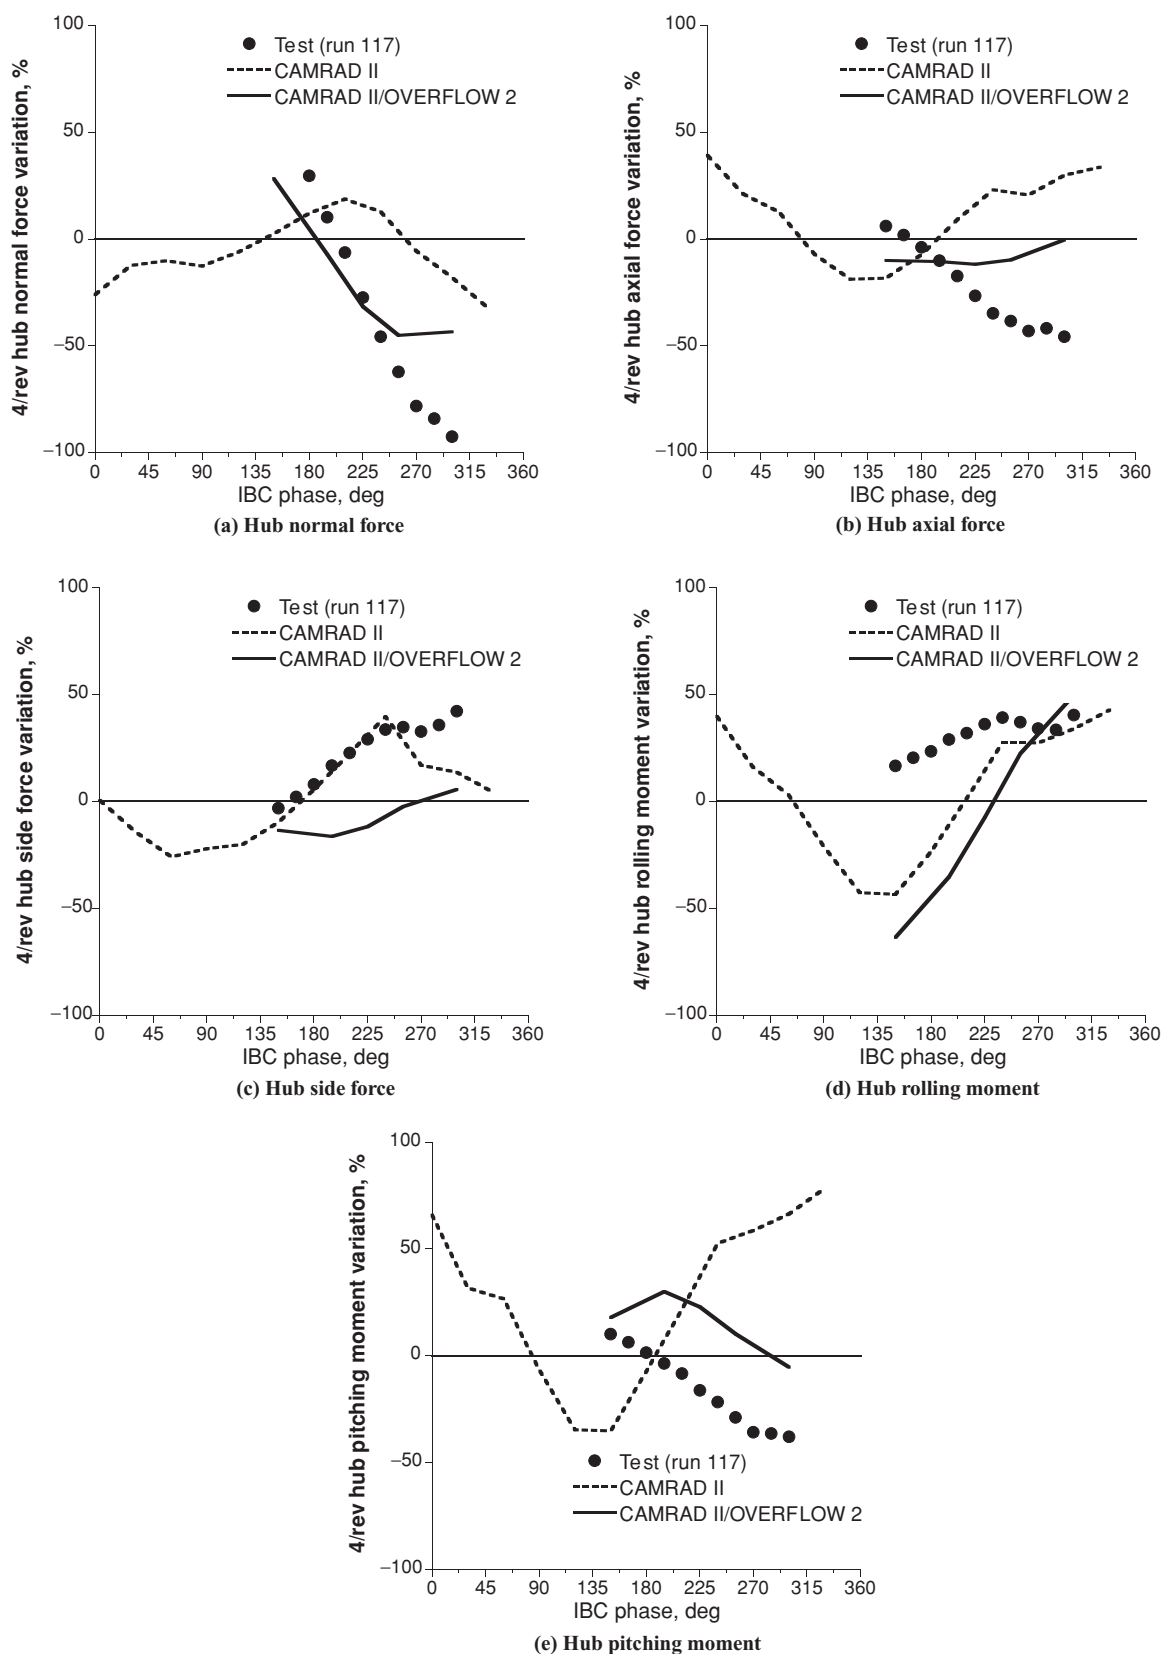 100
50
0
−50
−100
4/rev hub normal force variation, %
Test (run 117)
CAMRAD II
CAMRAD II/OVERFLOW 2
0 45 90 135 180 225 270 315 360
IBC phase, deg
(a) Hub normal force
100
50
0
−50
−100
4/rev hub axial force variation, %
Test (run 117)
CAMRAD II
CAMRAD II/OVERFLOW 2
0 45 90 135 180 225 270 315 360
IBC phase, deg
(b) Hub axial force
100
50
0
−50
−100
4/rev hub side force variation, %
Test (run 117)
CAMRAD II
CAMRAD II/OVERFLOW 2
0 45 90 135 180 225 270 315 360
IBC phase, deg
(c) Hub side force
100
50
0
−50
−100
4/rev hub rolling moment variation, %
Test (run 117)
CAMRAD II
CAMRAD II/OVERFLOW 2
0 45 90 135 180 225 270 315 360
IBC phase, deg
(d) Hub rolling moment
100
50
0
−50
−100
4/rev hub pitching moment variation, %
Test (run 117)
CAMRAD II
CAMRAD II/OVERFLOW 2
0 45 90 135 180 225 270 315 360
IBC phase, deg
(e) Hub pitching moment